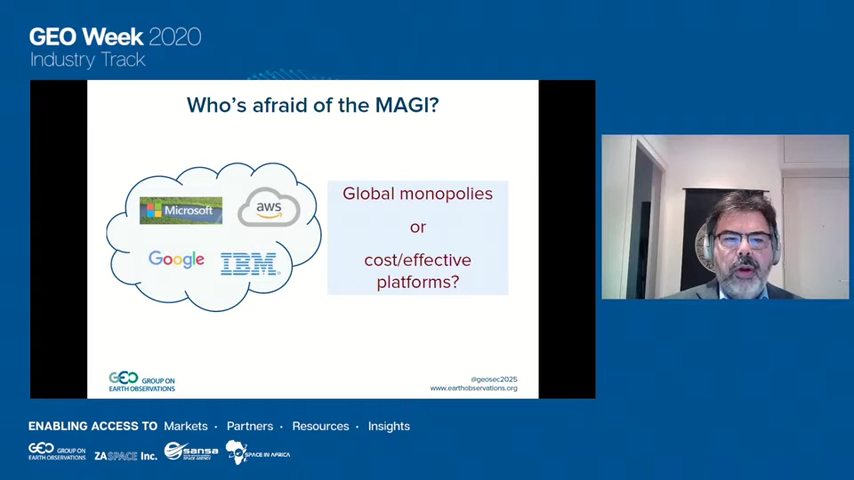 GEO Week 2020
Industry Track
Who's afraid of the MAGI?
Microsoft
aws
Google
IBM
Global monopolies
or
cost/effective
platforms?
GEO GROUP ON
EARTH OBSERVATIONS
@geosec2025
www.earthobservations.org
ENABLING ACCESS TO Markets · Partners · Resources · Insights
GEO GROUP ON
EARTH OBSERVATIONS
ZASPACE Inc.
sansa
SPACE IN AFRICA